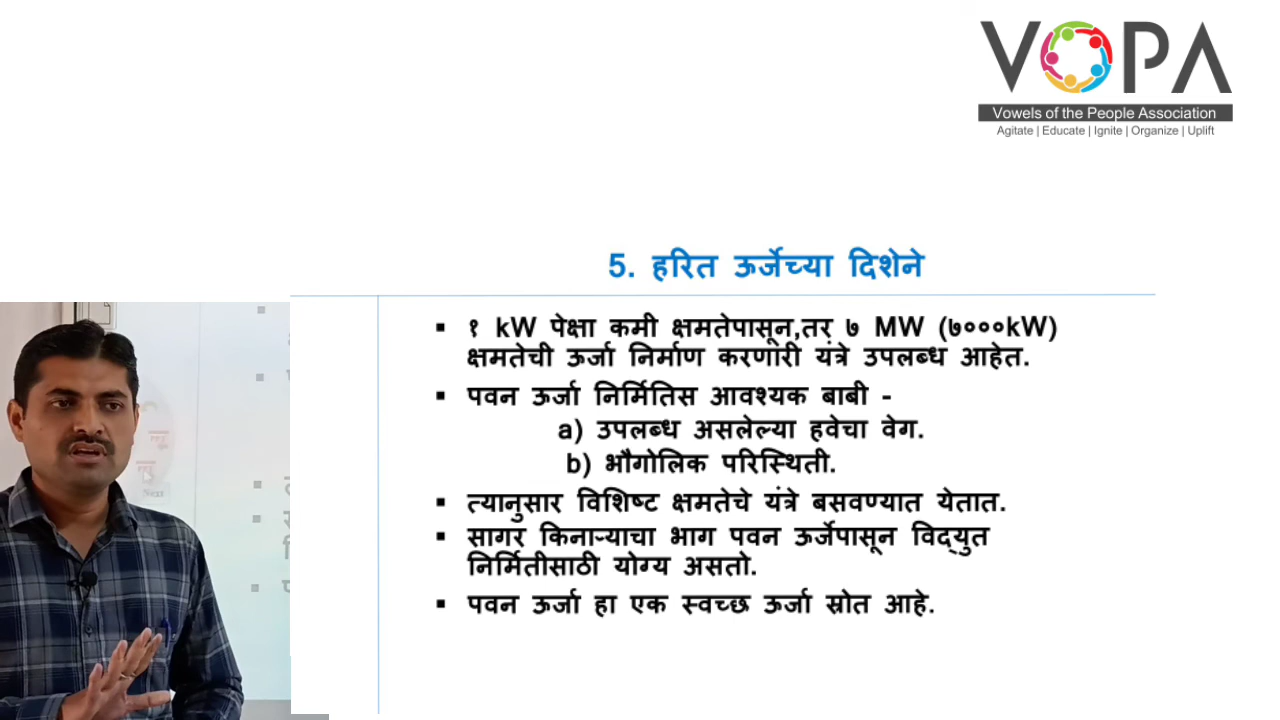 VOPA
Vowels of the People Association
Agitate | Educate | Ignite | Organize | Uplift
5. हरित ऊर्जेच्या दिशेने
▪ १ kW पेक्षा कमी क्षमतेपासून,तर ७ MW (७०००kW)
क्षमतेची ऊर्जा निर्माण करणारी यंत्रे उपलब्ध आहेत.
▪ पवन ऊर्जा निर्मितिस आवश्यक बाबी -
a) उपलब्ध असलेल्या हवेचा वेग.
b) भौगोलिक परिस्थिती.
▪ त्यानुसार विशिष्ट क्षमतेचे यंत्रे बसवण्यात येतात.
▪ सागर किनाऱ्याचा भाग पवन ऊर्जेपासून विद्युत
निर्मितीसाठी योग्य असतो.
▪ पवन ऊर्जा हा एक स्वच्छ ऊर्जा स्रोत आहे.
Next